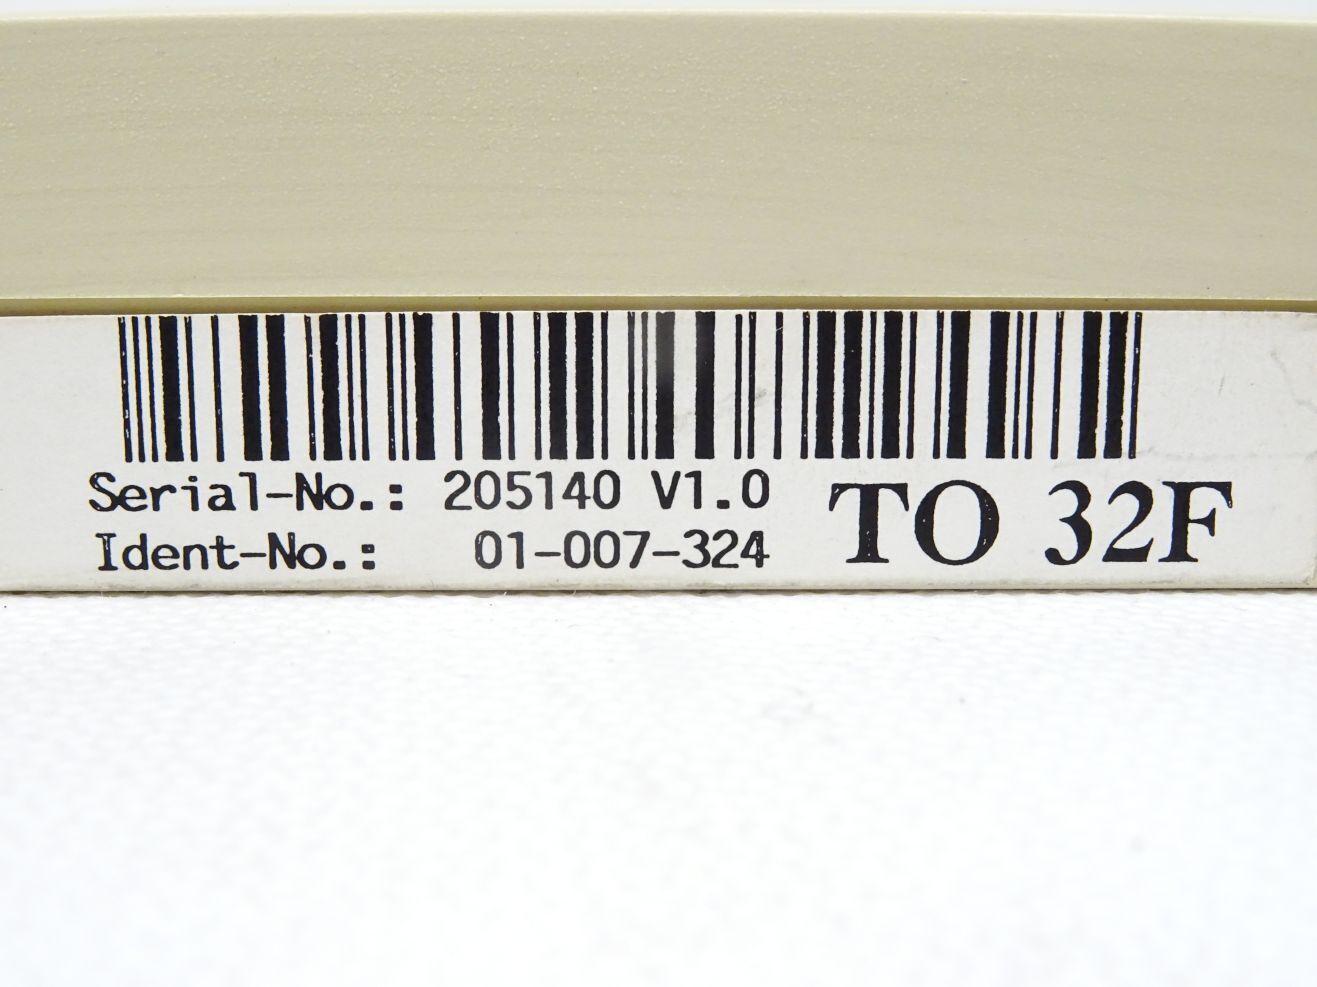 Serial-No.: 205140 V1.0
Ident-No.: 01-007-324
TO 32F